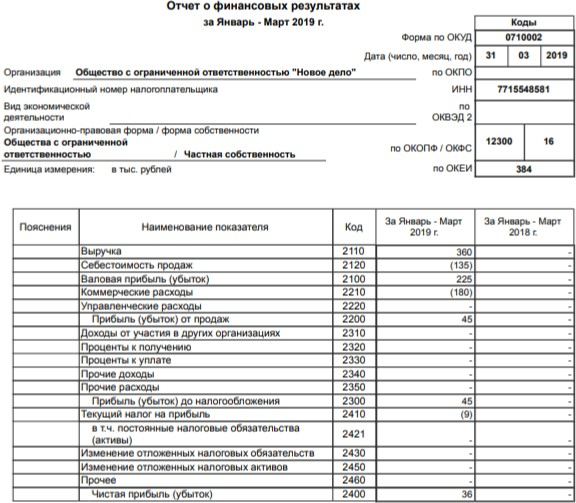 Отчет о финансовых результатах
за Январь - Март 2019 г.
Коды
Форма по ОКУД 0710002
Дата (число, месяц, год) 31 03 2019
Организация Общество с ограниченной ответственностью "Новое дело" по ОКПО
Идентификационный номер налогоплательщика ИНН 7715548581
Вид экономической деятельности по ОКВЭД 2
Организационно-правовая форма / форма собственности
Общества с ограниченной
ответственностью / Частная собственность по ОКОПФ / ОКФС 12300 16
Единица измерения: в тыс. рублей по ОКЕИ 384
Пояснения Наименование показателя Код За Январь - Март 2019 г. За Январь - Март 2018 г.
Выручка 2110 360 -
Себестоимость продаж 2120 (135) -
Валовая прибыль (убыток) 2100 225 -
Коммерческие расходы 2210 (180) -
Управленческие расходы 2220 - -
Прибыль (убыток) от продаж 2200 45 -
Доходы от участия в других организациях 2310 - -
Проценты к получению 2320 - -
Проценты к уплате 2330 - -
Прочие доходы 2340 - -
Прочие расходы 2350 - -
Прибыль (убыток) до налогообложения 2300 45 -
Текущий налог на прибыль 2410 (9) -
в т.ч. постоянные налоговые обязательства
(активы) 2421 - -
Изменение отложенных налоговых обязательств 2430 - -
Изменение отложенных налоговых активов 2450 - -
Прочее 2460 - -
Чистая прибыль (убыток) 2400 36 -